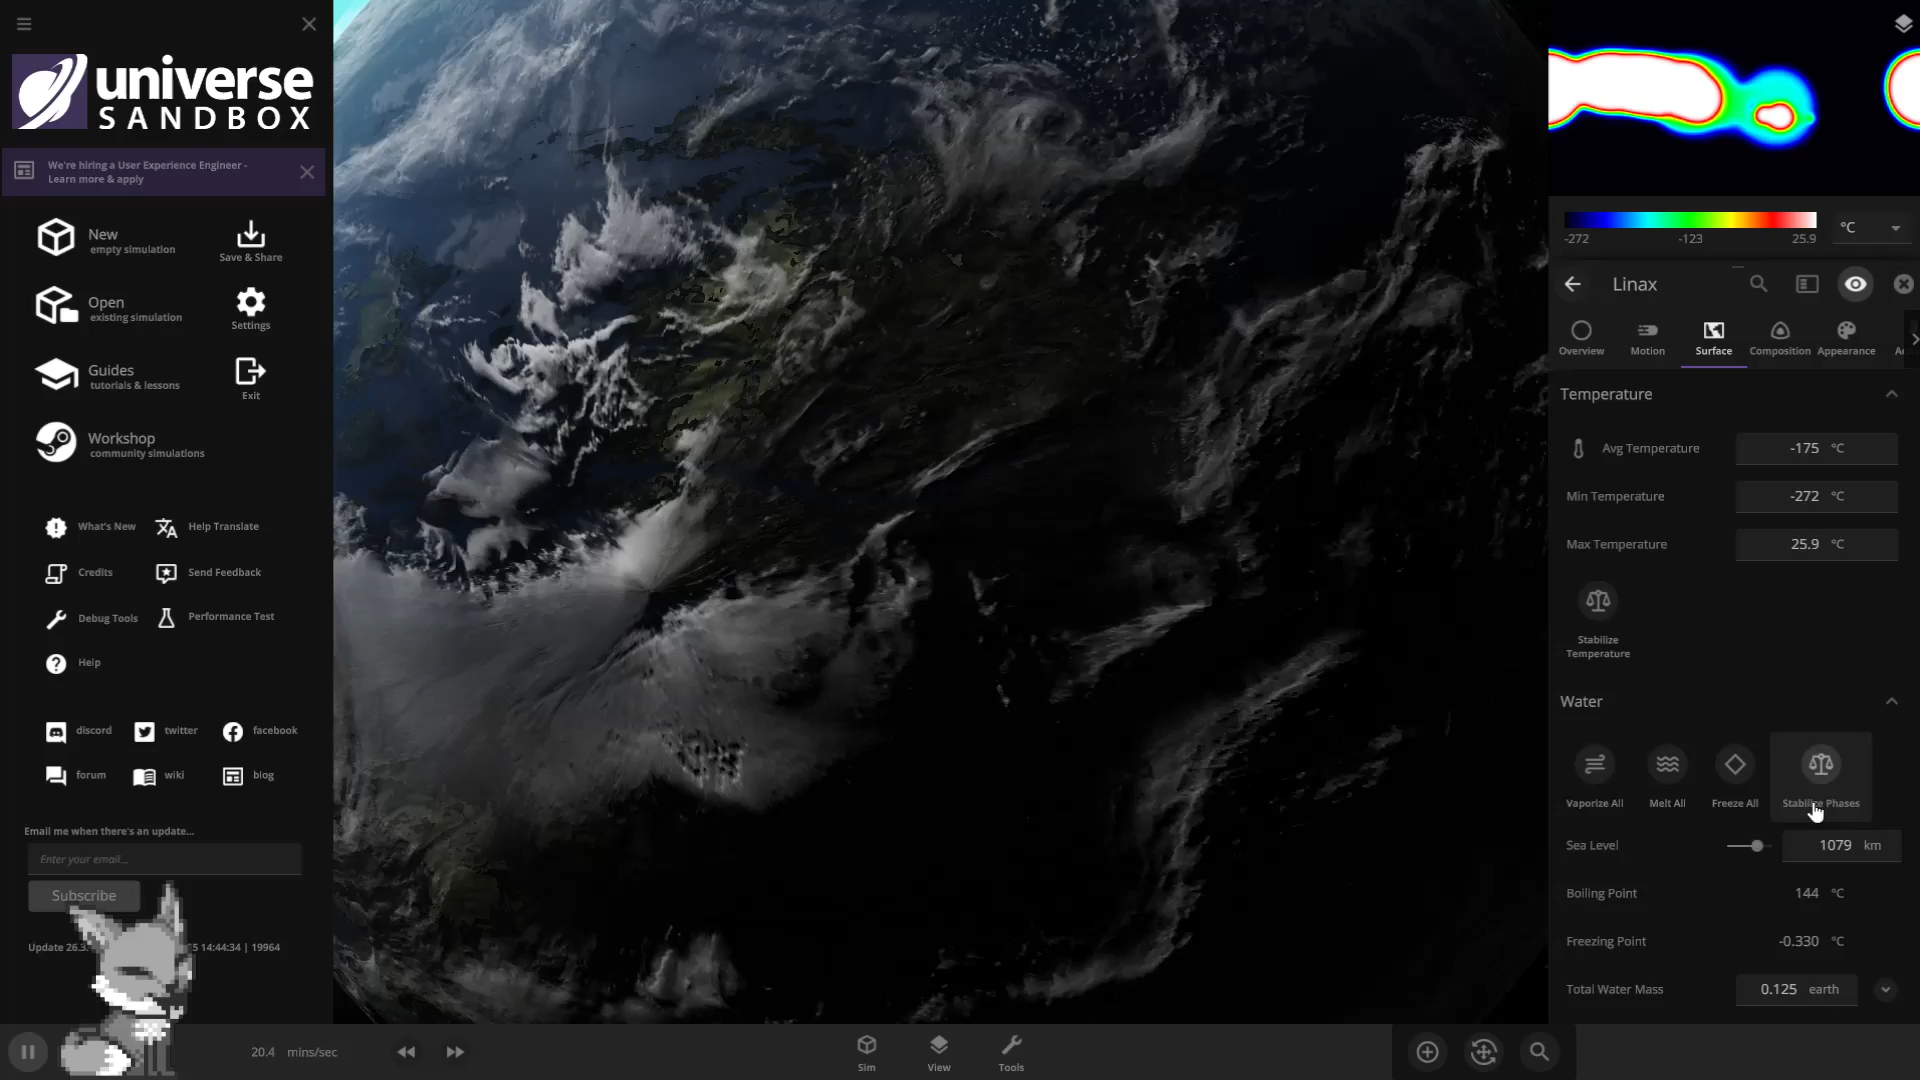 universe
SANDBOX
We're hiring a User Experience Engineer -
Learn more & apply
New
empty simulation
Save & Share
Open
existing simulation
Settings
Guides
tutorials & lessons
Exit
Workshop
community simulations
What's New
Help Translate
Credits
Send Feedback
Debug Tools
Performance Test
Help
discord
twitter
facebook
forum
wiki
blog
Email me when there's an update...
Enter your email...
Subscribe
Update 26.3.
5 14:44:34 | 19964
20.4 mins/sec
Sim
View
Tools
-272
-123
25.9
°C
Linax
Overview
Motion
Surface
Composition
Appearance
Temperature
Avg Temperature
-175 °C
Min Temperature
-272 °C
Max Temperature
25.9 °C
Stabilize
Temperature
Water
Vaporize All
Melt All
Freeze All
Stabilize Phases
Sea Level
1079 km
Boiling Point
144 °C
Freezing Point
-0.330 °C
Total Water Mass
0.125 earth